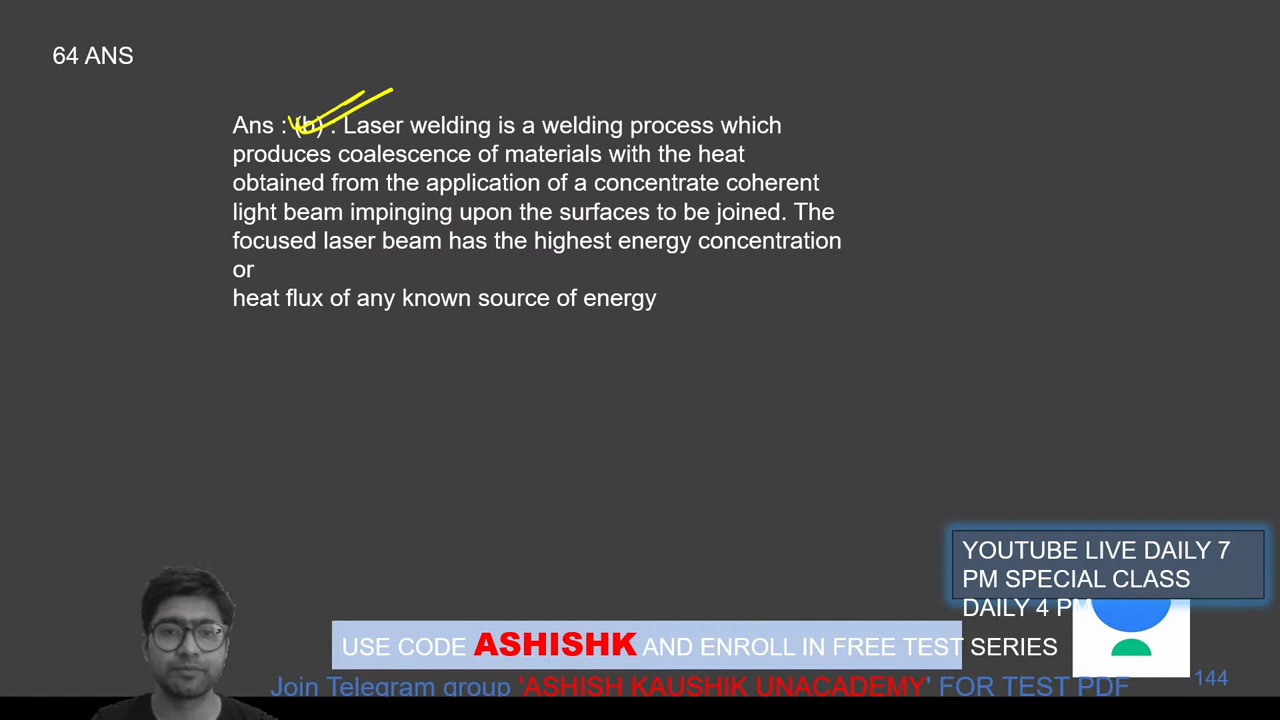 64 ANS
Ans : (b) : Laser welding is a welding process which
produces coalescence of materials with the heat
obtained from the application of a concentrate coherent
light beam impinging upon the surfaces to be joined. The
focused laser beam has the highest energy concentration
or
heat flux of any known source of energy
YOUTUBE LIVE DAILY 7
PM SPECIAL CLASS
DAILY 4 PM
USE CODE ASHISHK AND ENROLL IN FREE TEST SERIES
Join Telegram group 'ASHISH KAUSHIK UNACADEMY' FOR TEST PDF
144